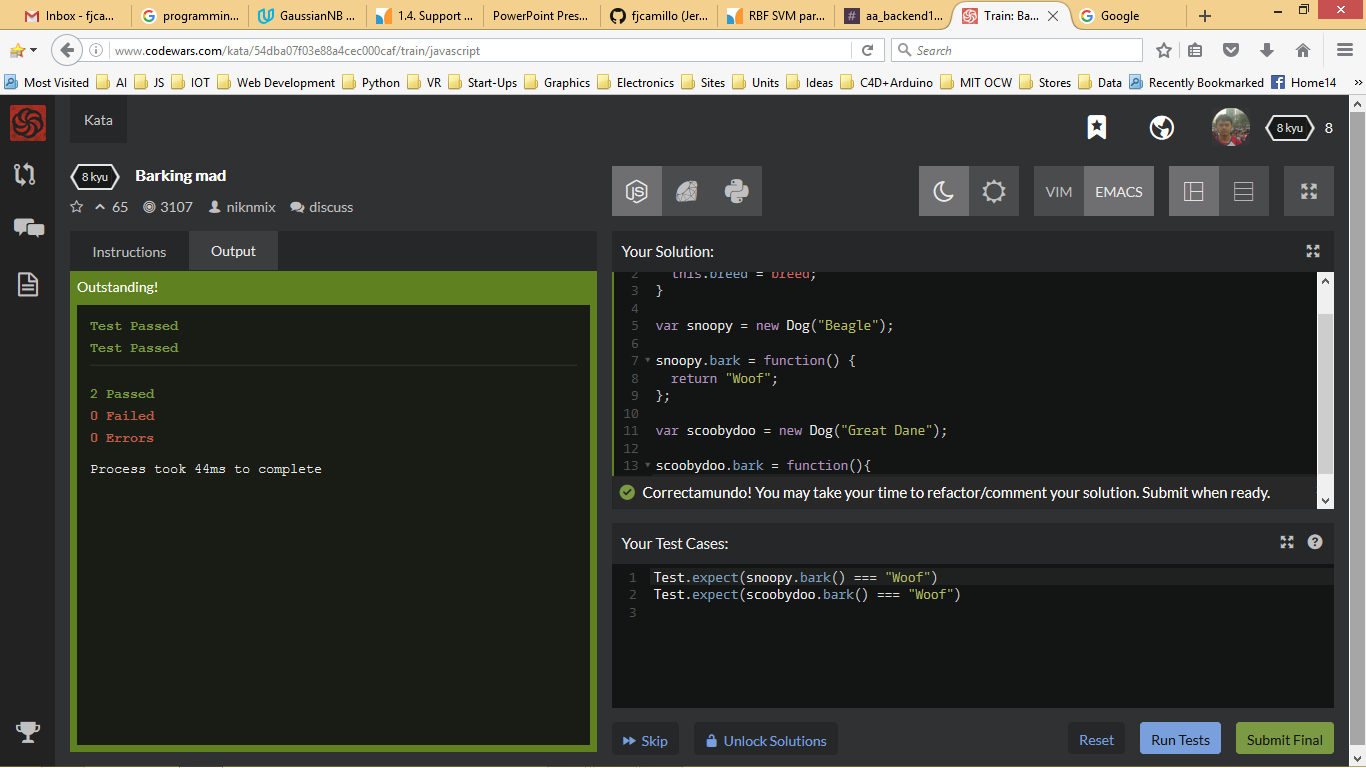 Inbox - fjca...
programmin...
GaussianNB ...
1.4. Support ...
PowerPoint Pres...
fjcamillo (Jer...
RBF SVM par...
aa_backend1...
Train: Ba...
Google
www.codewars.com/kata/54dba07f03e88a4cec000caf/train/javascript
Search
Most Visited AI JS IOT Web Development Python VR Start-Ups Graphics Electronics Sites Units Ideas C4D+Arduino MIT OCW Stores Data Recently Bookmarked Home14
Kata
8 kyu 8
8 kyu Barking mad
65 3107 niknmix discuss
VIM EMACS
Instructions Output
Outstanding!
Test Passed
Test Passed
2 Passed
0 Failed
0 Errors
Process took 44ms to complete
Your Solution:
2 this.breed = breed;
3 }
4
5 var snoopy = new Dog("Beagle");
6
7 snoopy.bark = function() {
8 return "Woof";
9 };
10
11 var scoobydoo = new Dog("Great Dane");
12
13 scoobydoo.bark = function(){
Correctamundo! You may take your time to refactor/comment your solution. Submit when ready.
Your Test Cases:
1 Test.expect(snoopy.bark() === "Woof")
2 Test.expect(scoobydoo.bark() === "Woof")
3
Skip Unlock Solutions Reset Run Tests Submit Final